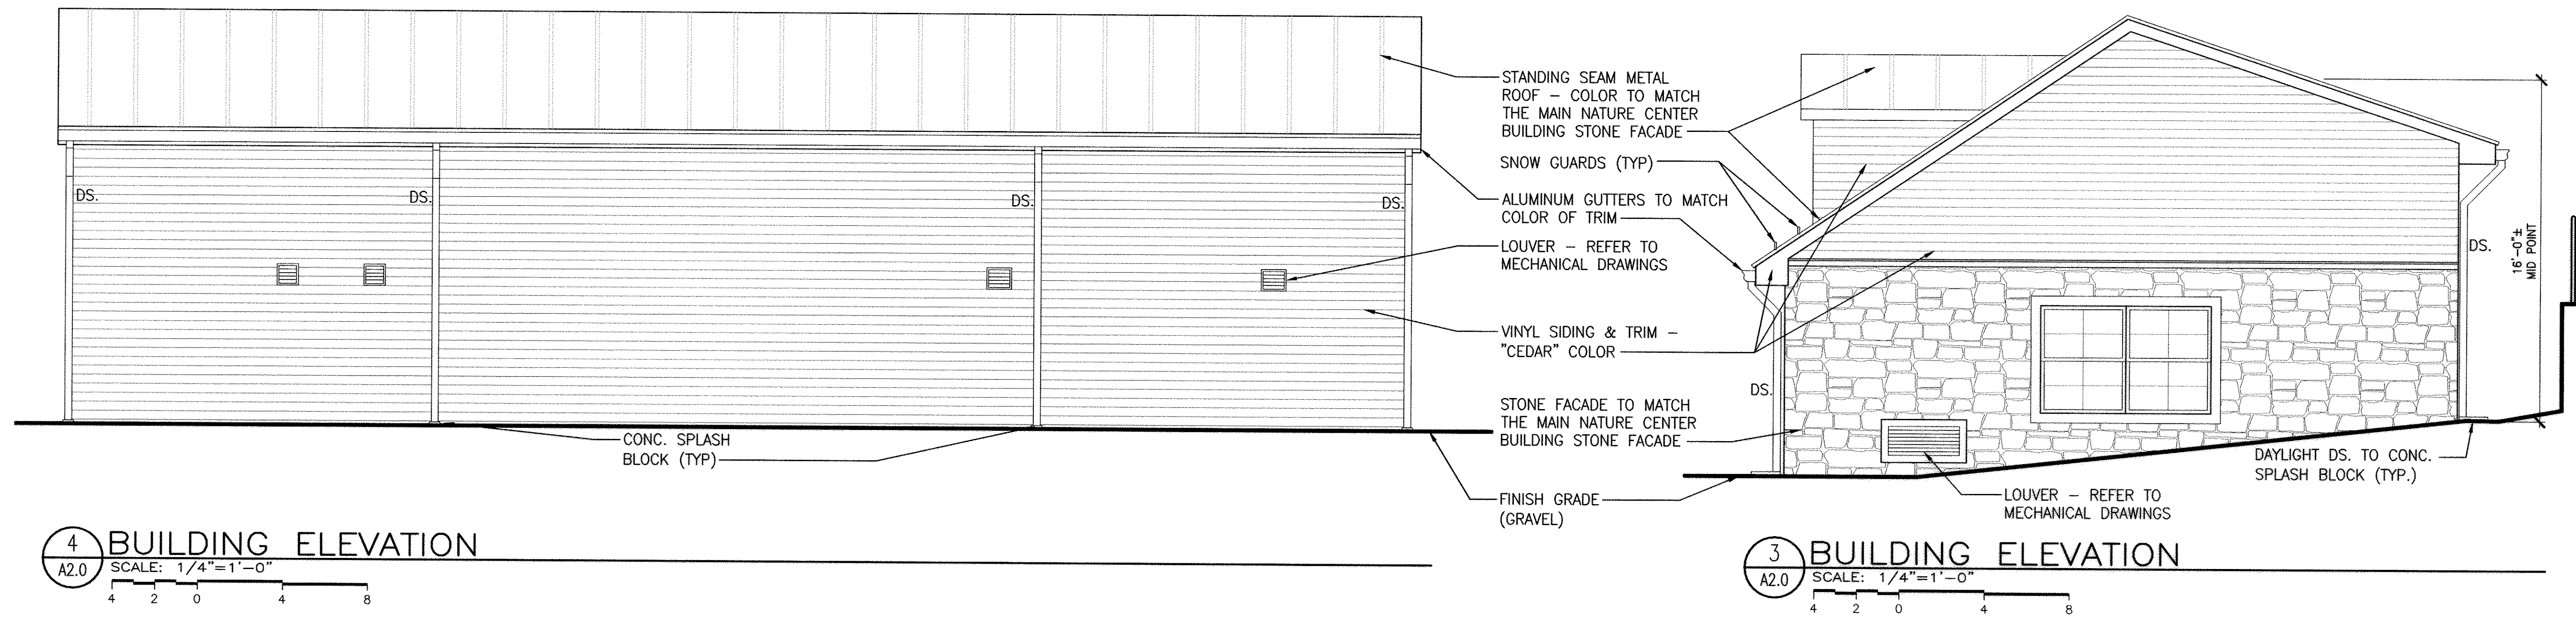 STANDING SEAM METAL
ROOF – COLOR TO MATCH
THE MAIN NATURE CENTER
BUILDING STONE FACADE
SNOW GUARDS (TYP)
ALUMINUM GUTTERS TO MATCH
COLOR OF TRIM
LOUVER – REFER TO
MECHANICAL DRAWINGS
VINYL SIDING & TRIM –
"CEDAR" COLOR
STONE FACADE TO MATCH
THE MAIN NATURE CENTER
BUILDING STONE FACADE
FINISH GRADE
(GRAVEL)
DS.
DS.
DS.
DS.
CONC. SPLASH
BLOCK (TYP)
4
A2.0
BUILDING ELEVATION
SCALE: 1/4"=1'-0"
4 2 0 4 8
DS.
DS.
16'-0"±
MID POINT
DAYLIGHT DS. TO CONC.
SPLASH BLOCK (TYP.)
LOUVER – REFER TO
MECHANICAL DRAWINGS
3
A2.0
BUILDING ELEVATION
SCALE: 1/4"=1'-0"
4 2 0 4 8